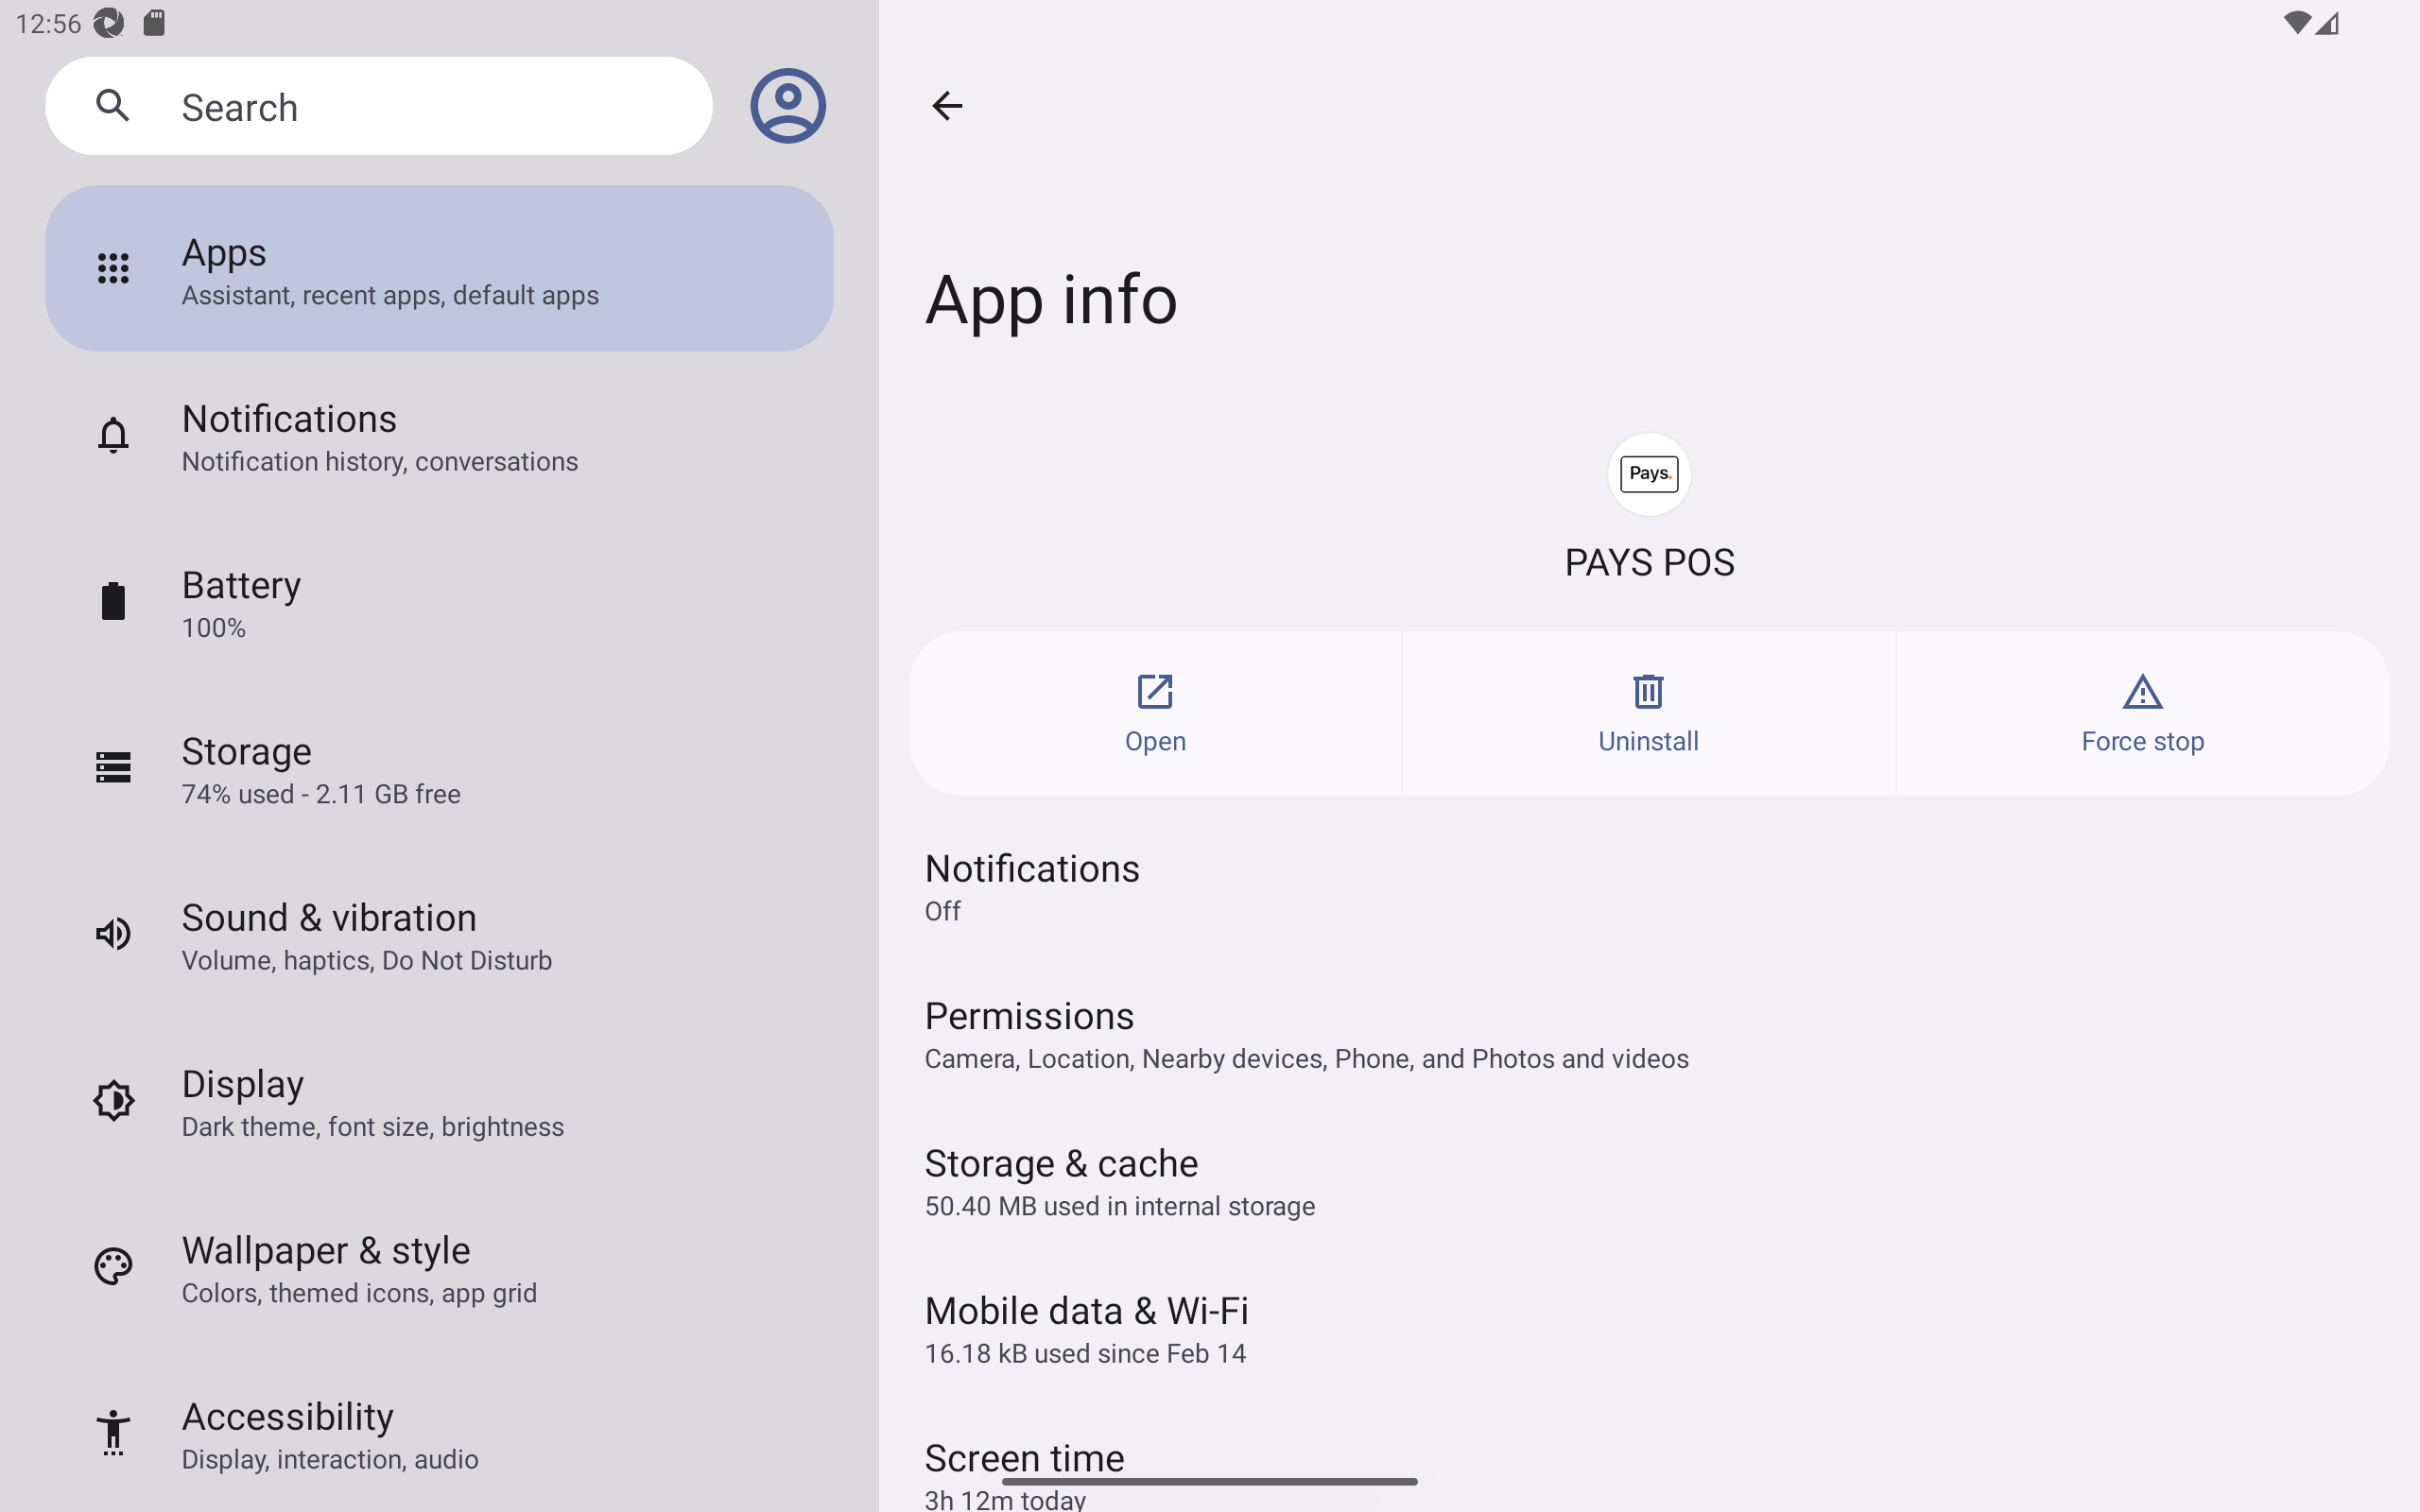 12:56
Search
Apps
Assistant, recent apps, default apps
Notifications
Notification history, conversations
Battery
100%
Storage
74% used - 2.11 GB free
Sound & vibration
Volume, haptics, Do Not Disturb
Display
Dark theme, font size, brightness
Wallpaper & style
Colors, themed icons, app grid
Accessibility
Display, interaction, audio
App info
Pays.
PAYS POS
Open
Uninstall
Force stop
Notifications
Off
Permissions
Camera, Location, Nearby devices, Phone, and Photos and videos
Storage & cache
50.40 MB used in internal storage
Mobile data & Wi-Fi
16.18 kB used since Feb 14
Screen time
3h 12m today